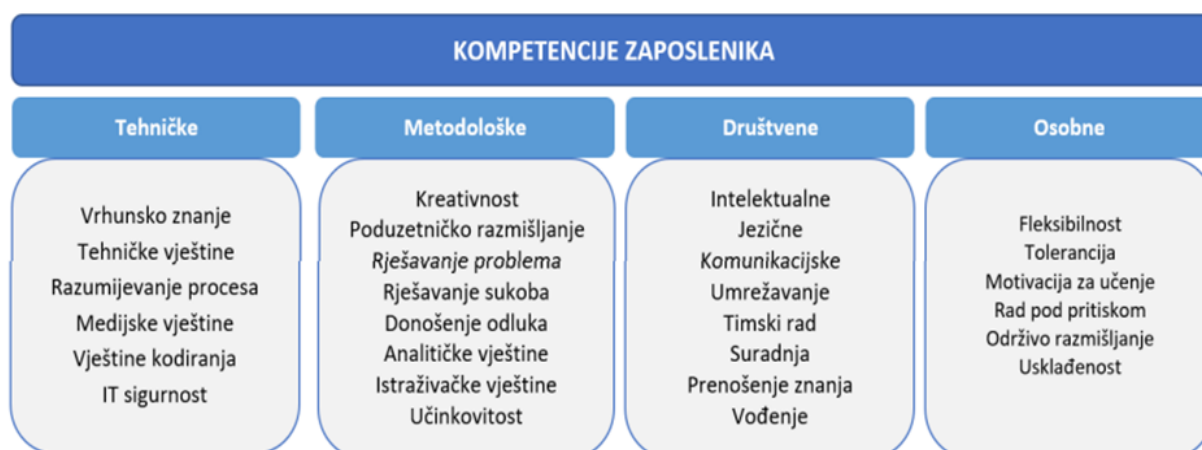 KOMPETENCIJE ZAPOSLENIKA
Tehničke
Vrhunsko znanje
Tehničke vještine
Razumijevanje procesa
Medijske vještine
Vještine kodiranja
IT sigurnost
Metodološke
Kreativnost
Poduzetničko razmišljanje
Rješavanje problema
Rješavanje sukoba
Donošenje odluka
Analitičke vještine
Istraživačke vještine
Učinkovitost
Društvene
Intelektualne
Jezične
Komunikacijske
Umrežavanje
Timski rad
Suradnja
Prenošenje znanja
Vođenje
Osobne
Fleksibilnost
Tolerancija
Motivacija za učenje
Rad pod pritiskom
Održivo razmišljanje
Usklađenost